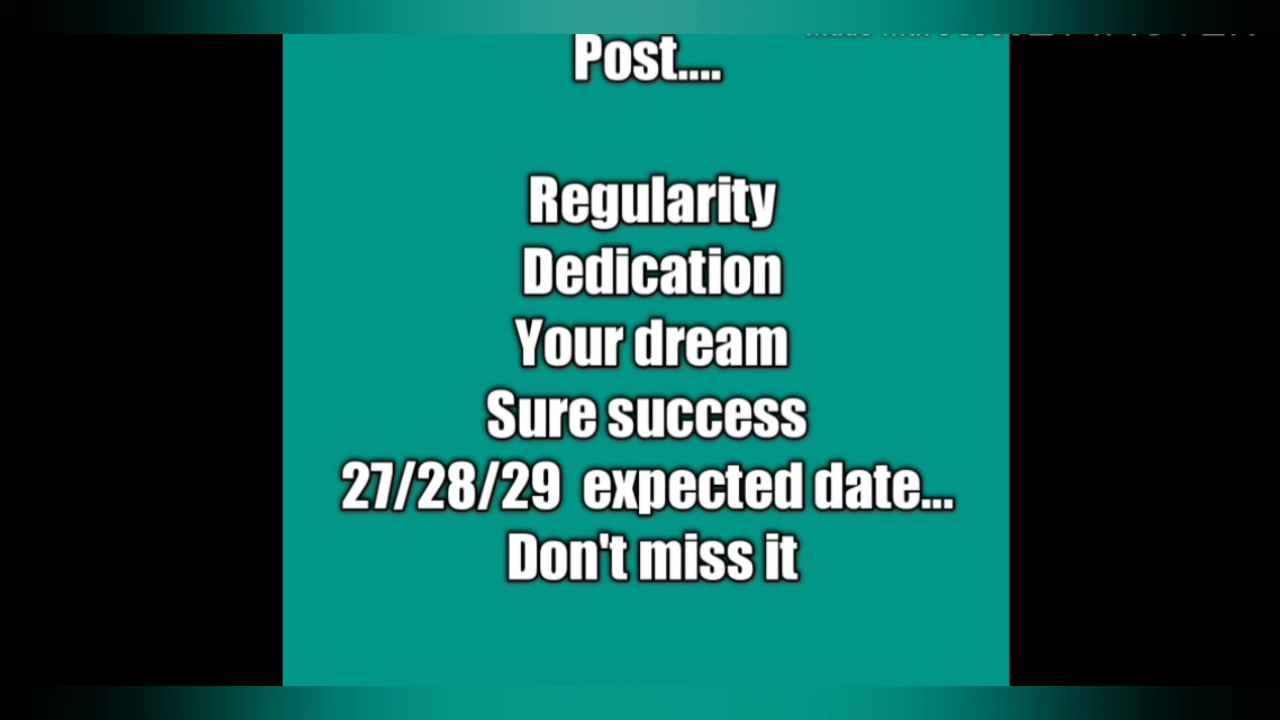 Post....
Regularity
Dedication
Your dream
Sure success
27/28/29 expected date...
Don't miss it